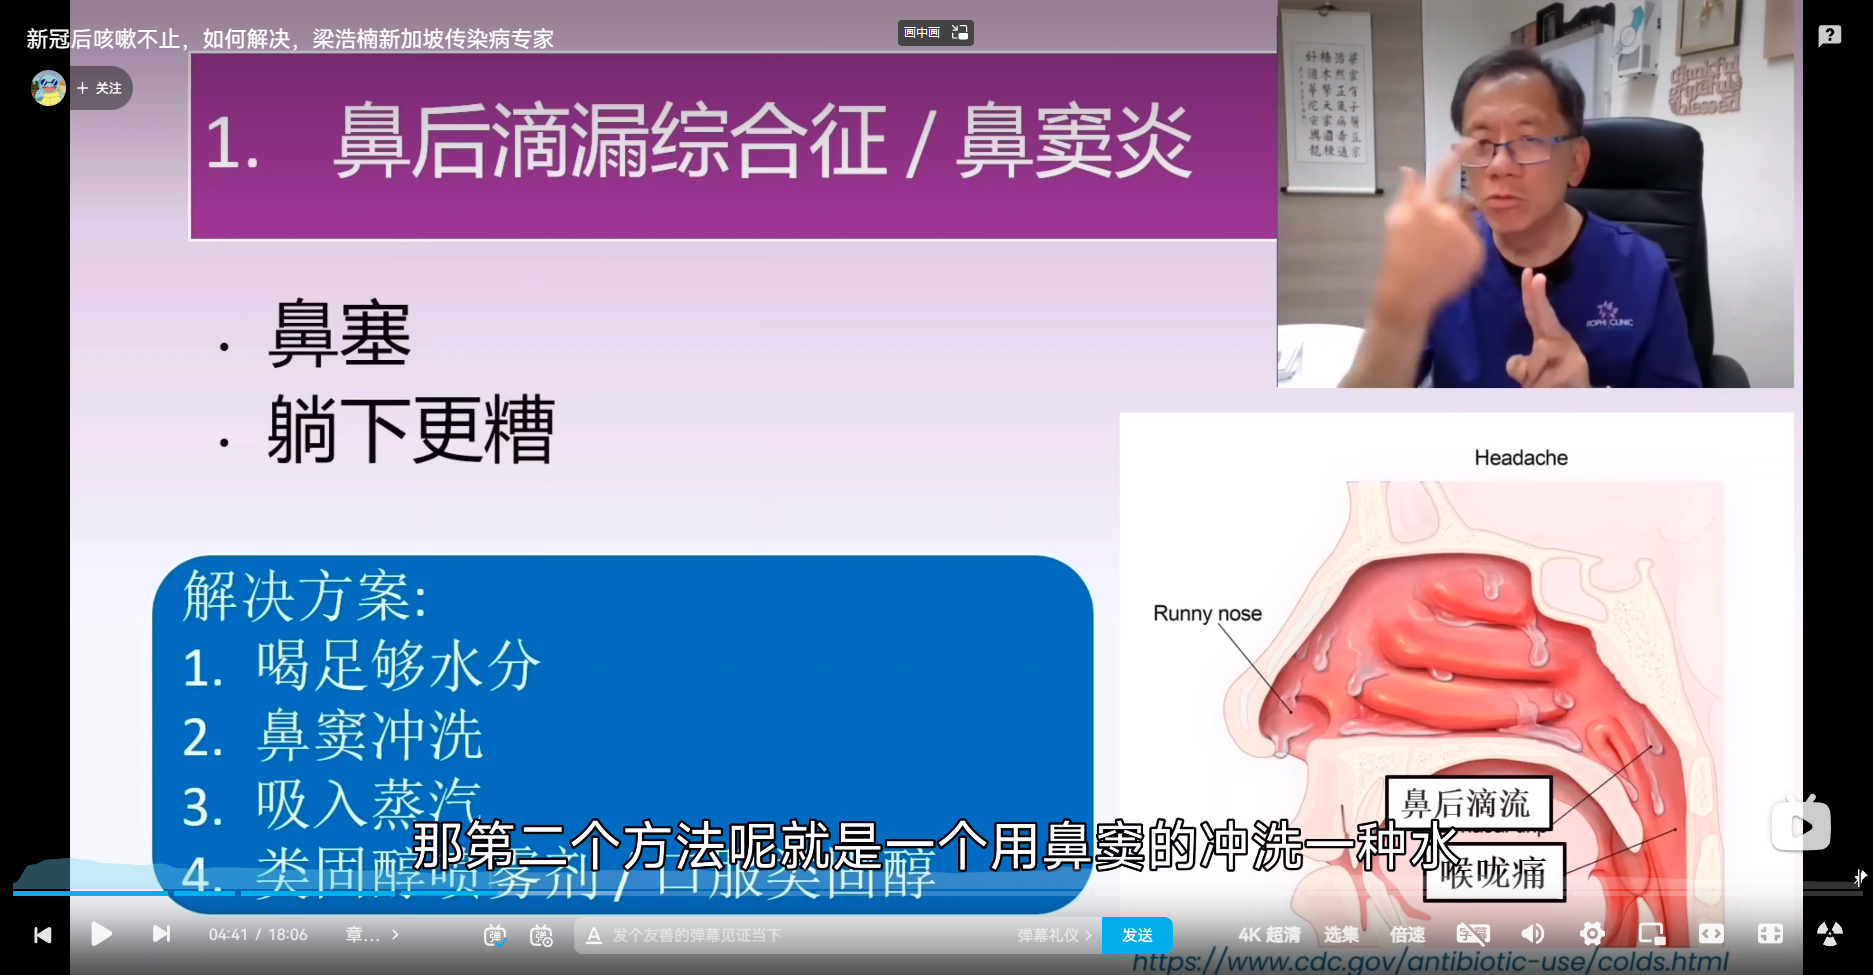 新冠后咳嗽不止，如何解决，梁浩楠新加坡传染病专家
画中画
+ 关注
1. 鼻后滴漏综合征 / 鼻窦炎
• 鼻塞
• 躺下更糟
thankful
grateful
blessed
Headache
Runny nose
鼻后滴流
喉咙痛
解决方案:
1. 喝足够水分
2. 鼻窦冲洗
3. 吸入蒸汽
4. 类固醇喷雾剂 / 口服类固醇
那第二个方法呢就是一个用鼻窦的冲洗一种水
04:41 / 18:06
章...
发个友善的弹幕见证当下
弹幕礼仪
发送
4K 超清
选集
倍速
https://www.cdc.gov/antibiotic-use/colds.html